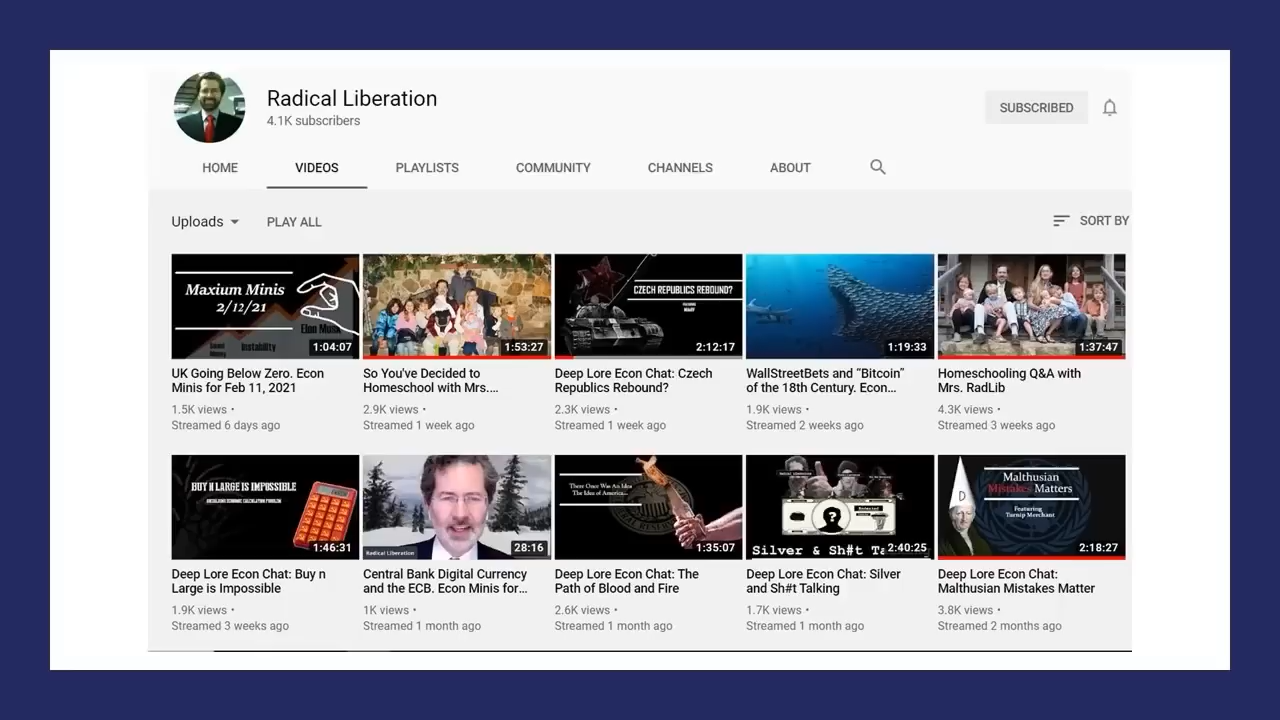 Radical Liberation
4.1K subscribers
SUBSCRIBED
HOME VIDEOS PLAYLISTS COMMUNITY CHANNELS ABOUT
Uploads PLAY ALL SORT BY
Maxium Minis
2/12/21
Instability
1:04:07
UK Going Below Zero. Econ
Minis for Feb 11, 2021
1.5K views •
Streamed 6 days ago
1:53:27
So You've Decided to
Homeschool with Mrs....
2.9K views •
Streamed 1 week ago
CZECH REPUBLICS REBOUND?
2:12:17
Deep Lore Econ Chat: Czech
Republics Rebound?
2.3K views •
Streamed 1 week ago
1:19:33
WallStreetBets and “Bitcoin”
of the 18th Century. Econ...
1.9K views •
Streamed 2 weeks ago
1:37:47
Homeschooling Q&A with
Mrs. RadLib
4.3K views •
Streamed 3 weeks ago
BUY N LARGE IS IMPOSSIBLE
1:46:31
Deep Lore Econ Chat: Buy n
Large is Impossible
1.9K views •
Streamed 3 weeks ago
Radical Liberation
28:16
Central Bank Digital Currency
and the ECB. Econ Minis for...
1K views •
Streamed 1 month ago
There Once Was An Idea
The Idea of America...
1:35:07
Deep Lore Econ Chat: The
Path of Blood and Fire
2.6K views •
Streamed 1 month ago
Silver & Sh#t Ta
2:40:25
Deep Lore Econ Chat: Silver
and Sh#t Talking
1.7K views •
Streamed 1 month ago
D
Malthusian
Mistakes Matters
Featuring
Turnip Merchant
2:18:27
Deep Lore Econ Chat:
Malthusian Mistakes Matter
3.8K views •
Streamed 2 months ago